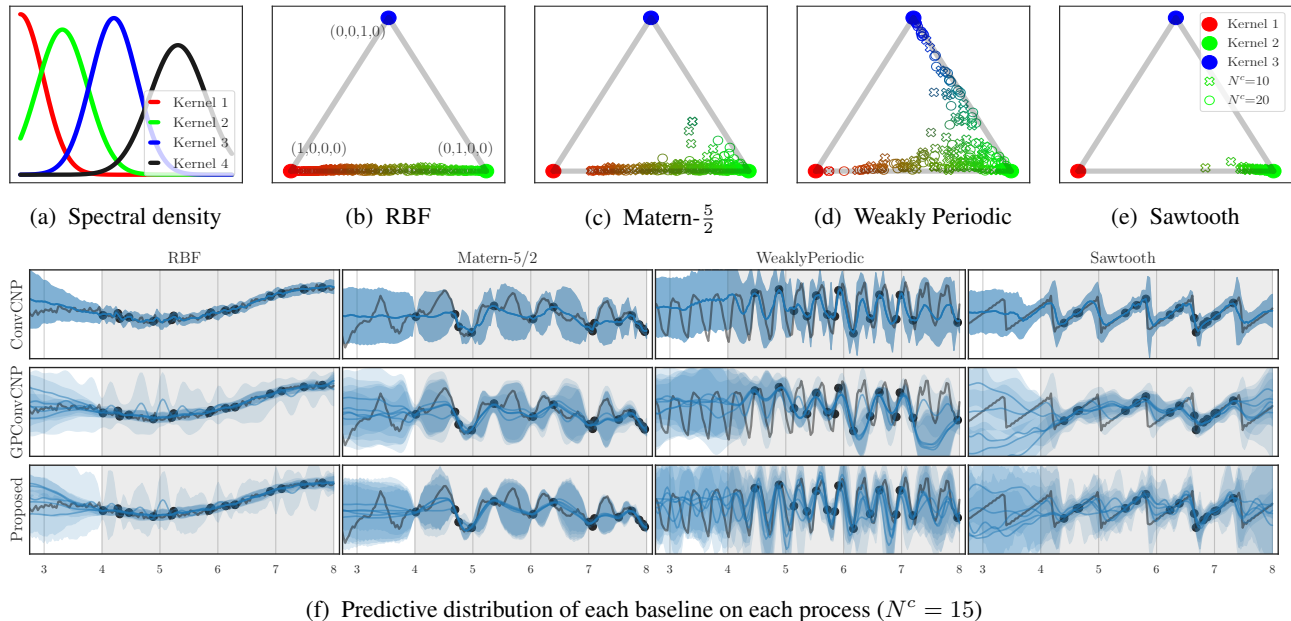 Kernel 1
Kernel 2
Kernel 3
Kernel 4
(0,0,1,0)
(1,0,0,0)
(0,1,0,0)
Kernel 1
Kernel 2
Kernel 3
N^c=10
N^c=20
(a) Spectral density
(b) RBF
(c) Matern-5/2
(d) Weakly Periodic
(e) Sawtooth
RBF
Matern-5/2
WeaklyPeriodic
Sawtooth
ConvCNP
GPConvCNP
Proposed
3 4 5 6 7 8
3 4 5 6 7 8
3 4 5 6 7 8
3 4 5 6 7 8
(f) Predictive distribution of each baseline on each process (N^c = 15)